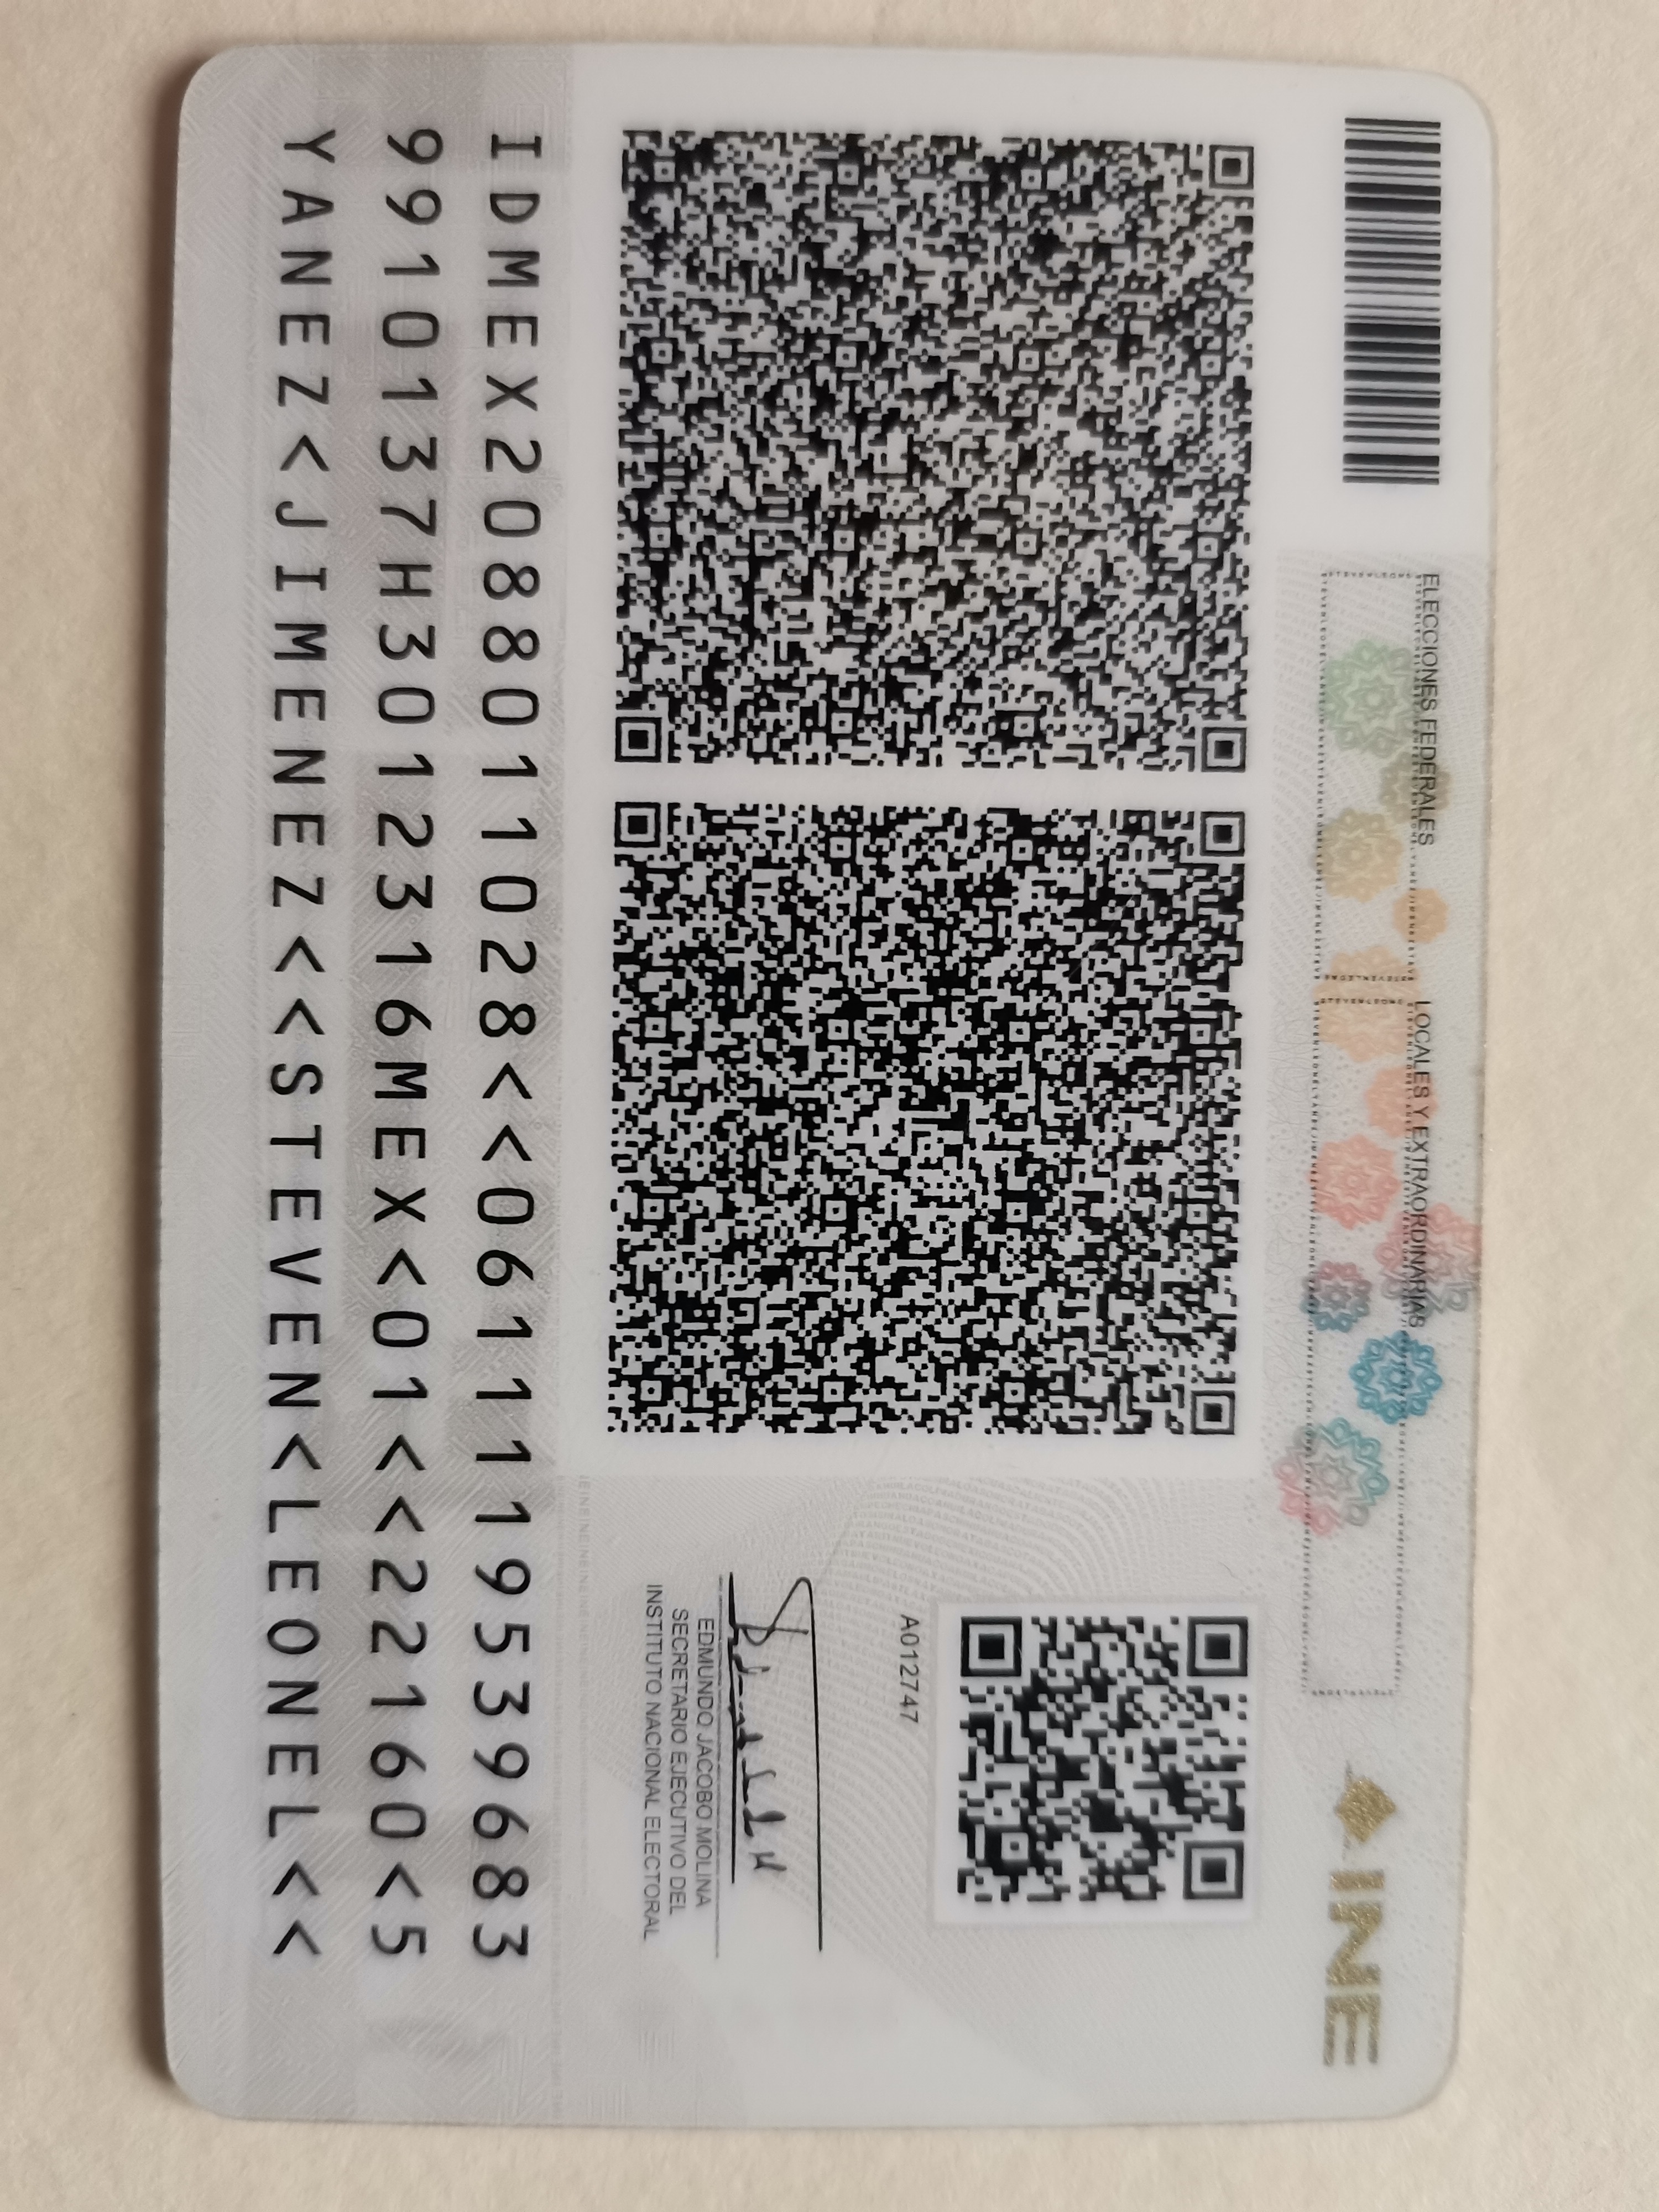 ELECCIONES FEDERALES
LOCALES Y EXTRAORDINARIAS
INE
A012747
EDMUNDO JACOBO MOLINA
SECRETARIO EJECUTIVO DEL
INSTITUTO NACIONAL ELECTORAL
IDMEX2088011028<<0611119539683
9910137H3012316MEX<01<<22160<5
YANEZ<JIMENEZ<<STEVEN<LEONEL<<